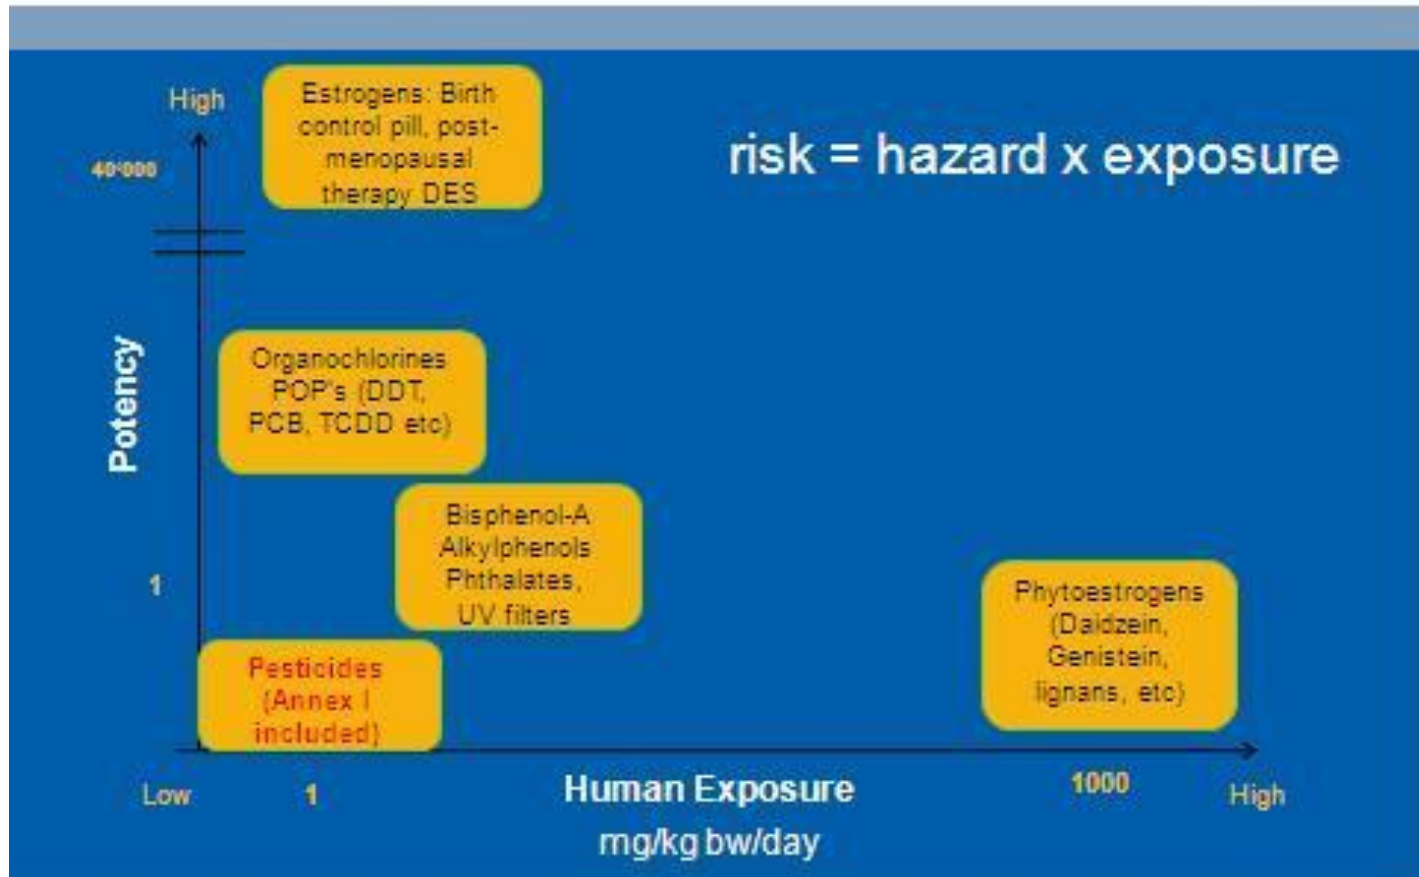 High
40'000
Estrogens: Birth
control pill, post-
menopausal
therapy DES
risk = hazard x exposure
Potency
Organochlorines
POP's (DDT,
PCB, TCDD etc)
Bisphenol-A
Alkylphenols
Phthalates,
UV filters
1
Phytoestrogens
(Daidzein,
Genistein,
lignans, etc)
Pesticides
(Annex I
included)
Low
1
Human Exposure
1000
High
mg/kg bw/day